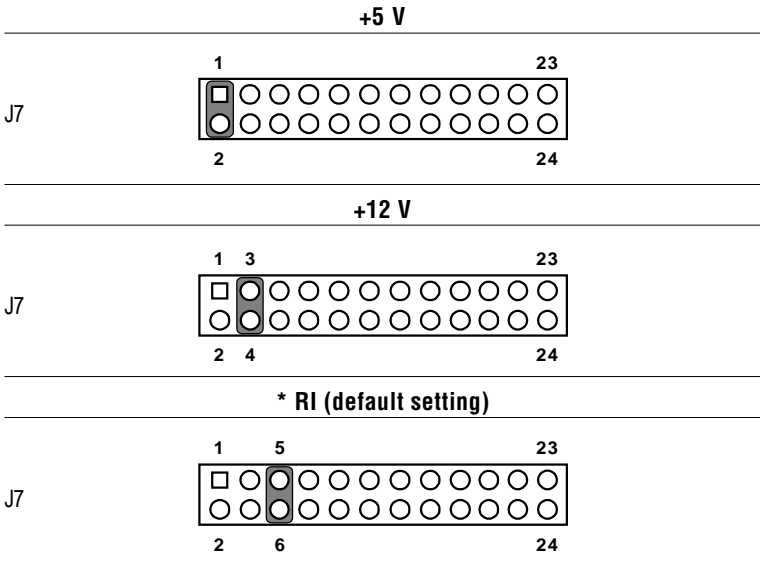 +5 V
1 23
J7
2 24
+12 V
1 3 23
J7
2 4 24
* RI (default setting)
1 5 23
J7
2 6 24